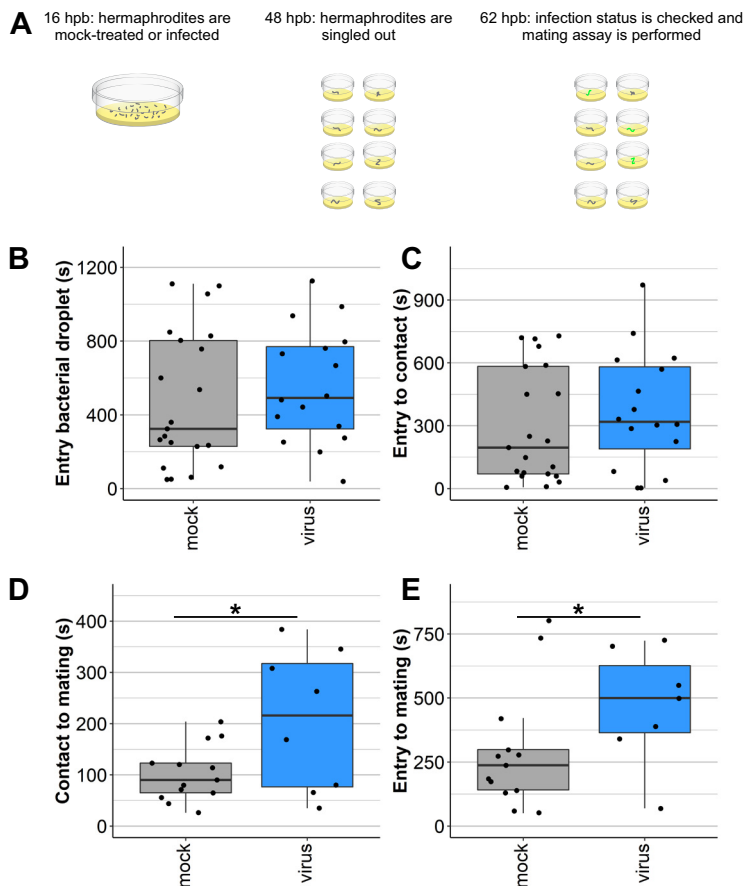 A
16 hpb: hermaphrodites are
mock-treated or infected
48 hpb: hermaphrodites are
singled out
62 hpb: infection status is checked and
mating assay is performed
B
Entry bacterial droplet (s)
1200
800
400
0
mock
virus
C
Entry to contact (s)
900
600
300
0
mock
virus
D
Contact to mating (s)
400
300
200
100
0
*
mock
virus
E
Entry to mating (s)
750
500
250
0
*
mock
virus